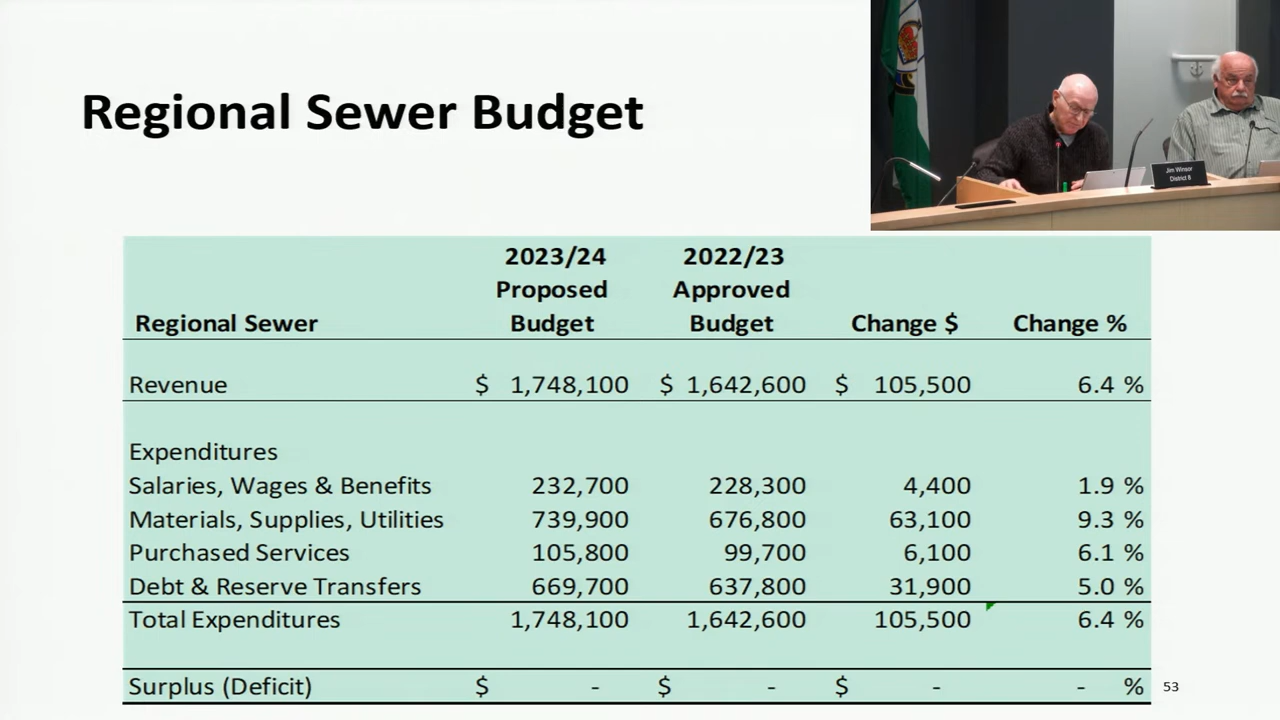 Regional Sewer Budget
Jim Winsor
District 8
2023/24 2022/23
Proposed Approved
Regional Sewer Budget Budget Change $ Change %
Revenue $ 1,748,100 $ 1,642,600 $ 105,500 6.4 %
Expenditures
Salaries, Wages & Benefits 232,700 228,300 4,400 1.9 %
Materials, Supplies, Utilities 739,900 676,800 63,100 9.3 %
Purchased Services 105,800 99,700 6,100 6.1 %
Debt & Reserve Transfers 669,700 637,800 31,900 5.0 %
Total Expenditures 1,748,100 1,642,600 105,500 6.4 %
Surplus (Deficit) $ - $ - $ - - %
53